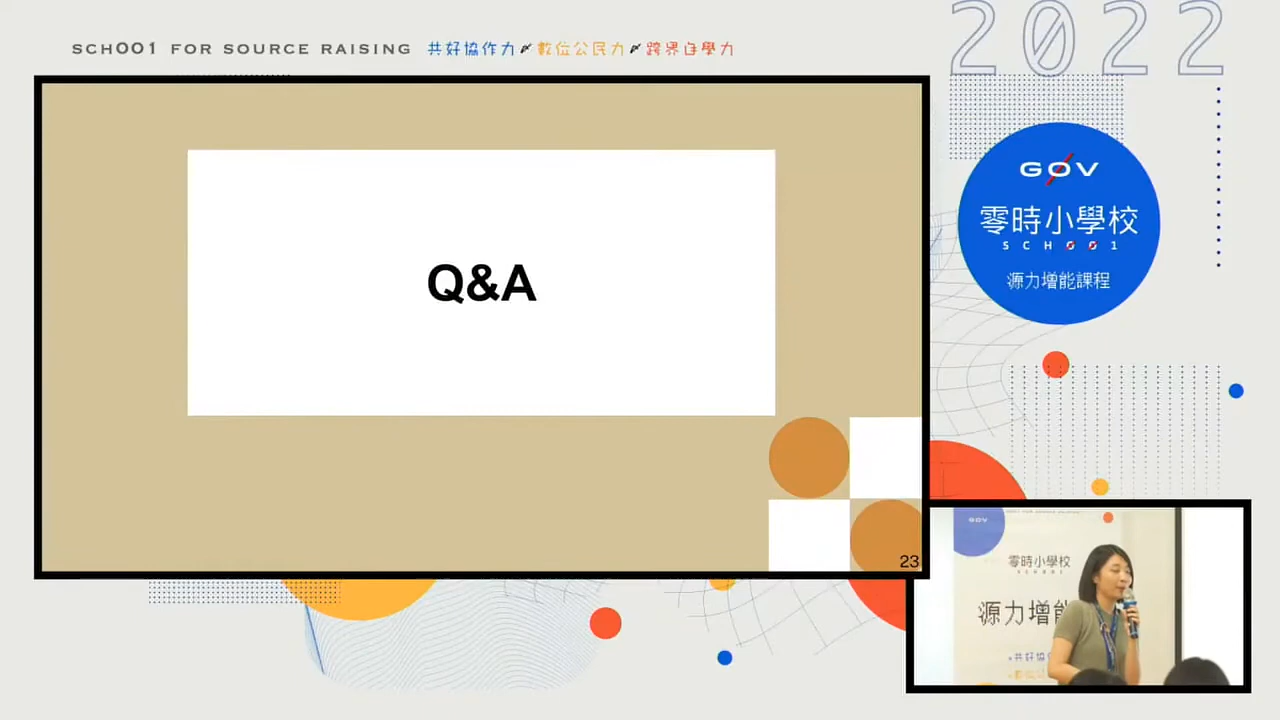 2022
SCH001 FOR SOURCE RAISING 共好協作力 數位公民力 跨界自學力
G0V
零時小學校
SCH001
源力增能課程
Q&A
23
GOV
零時小學校
源力增